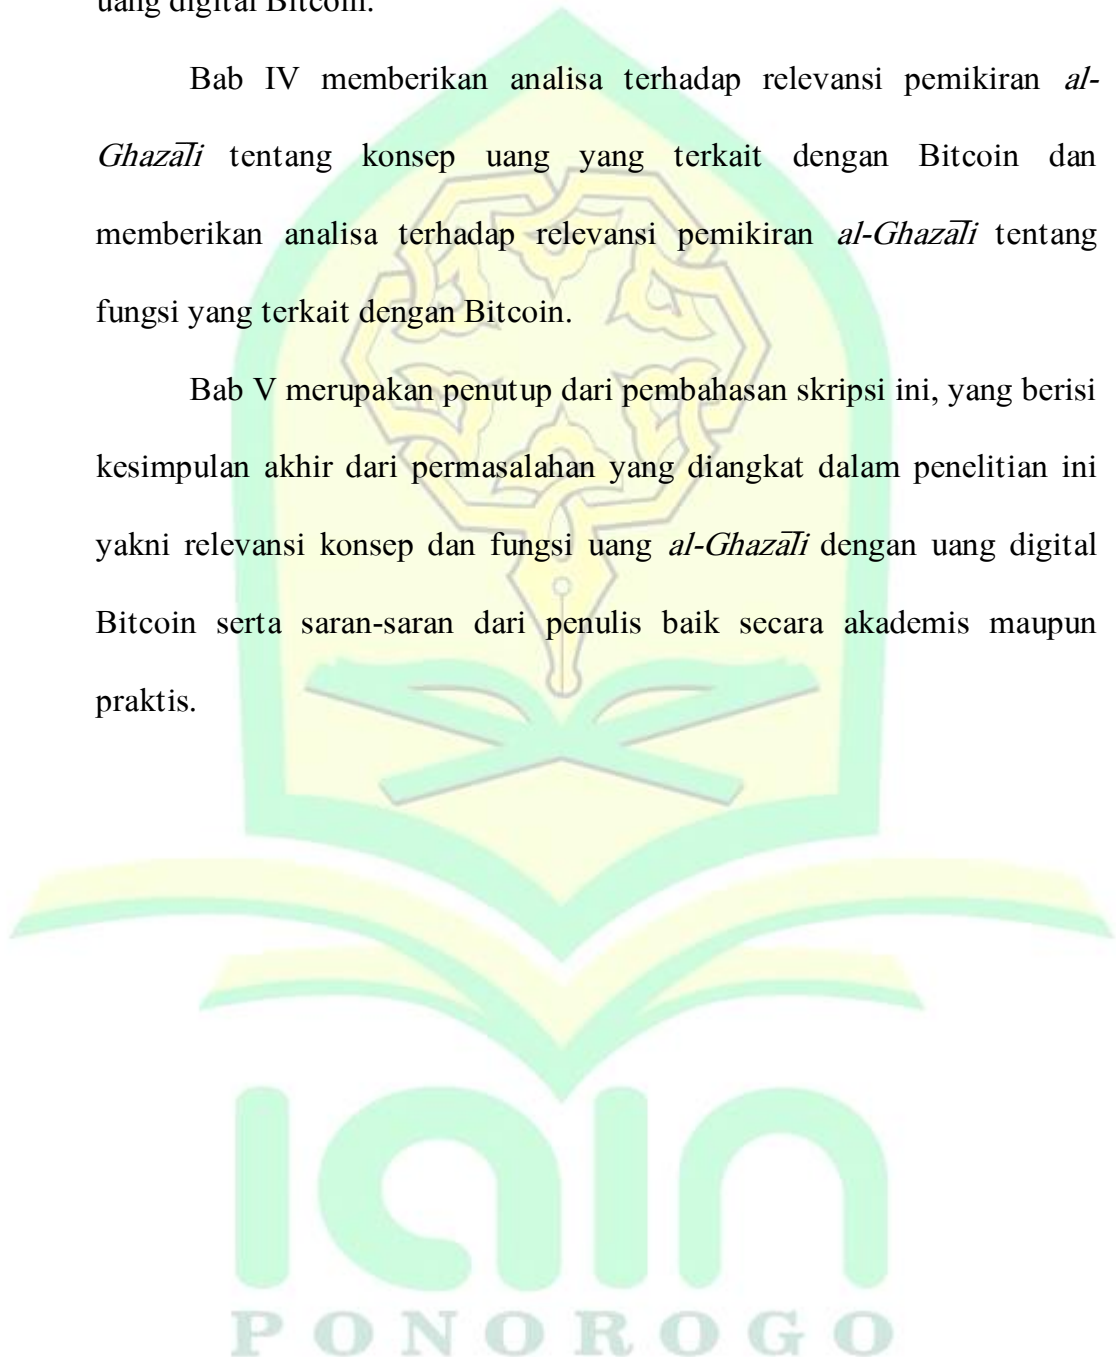 uang digital Bitcoin.
Bab IV memberikan analisa terhadap relevansi pemikiran al-
Ghazāli tentang konsep uang yang terkait dengan Bitcoin dan
memberikan analisa terhadap relevansi pemikiran al-Ghazāli tentang
fungsi yang terkait dengan Bitcoin.
Bab V merupakan penutup dari pembahasan skripsi ini, yang berisi
kesimpulan akhir dari permasalahan yang diangkat dalam penelitian ini
yakni relevansi konsep dan fungsi uang al-Ghazāli dengan uang digital
Bitcoin serta saran-saran dari penulis baik secara akademis maupun
praktis.
iain
PONOROGO